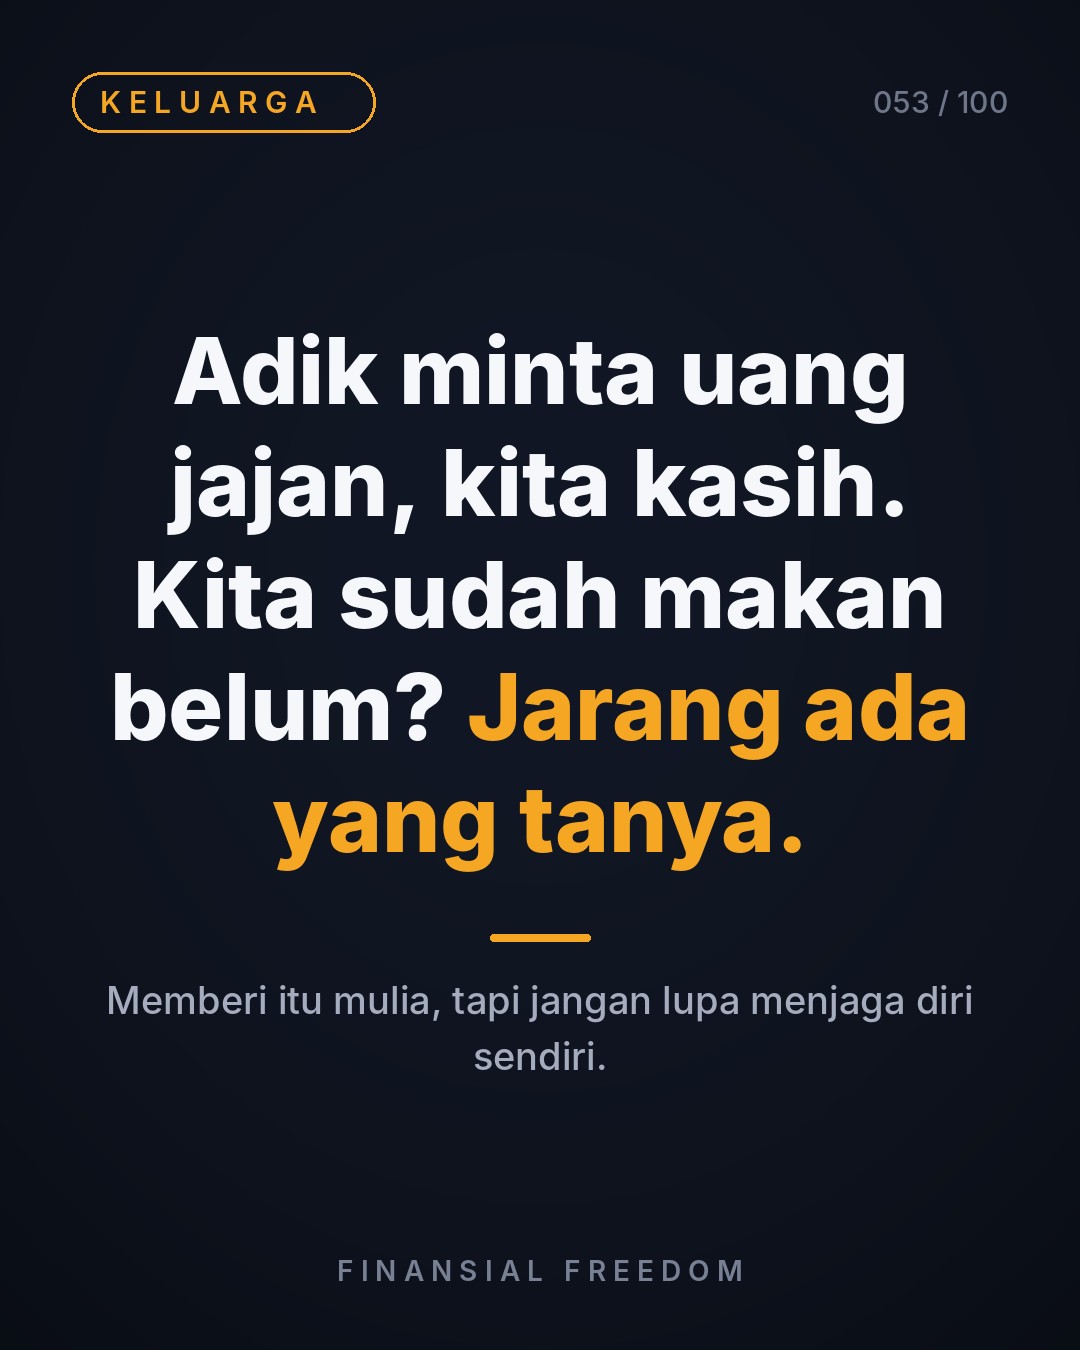 KELUARGA
053 / 100
Adik minta uang
jajan, kita kasih.
Kita sudah makan
belum? Jarang ada
yang tanya.
Memberi itu mulia, tapi jangan lupa menjaga diri
sendiri.
FINANSIAL FREEDOM